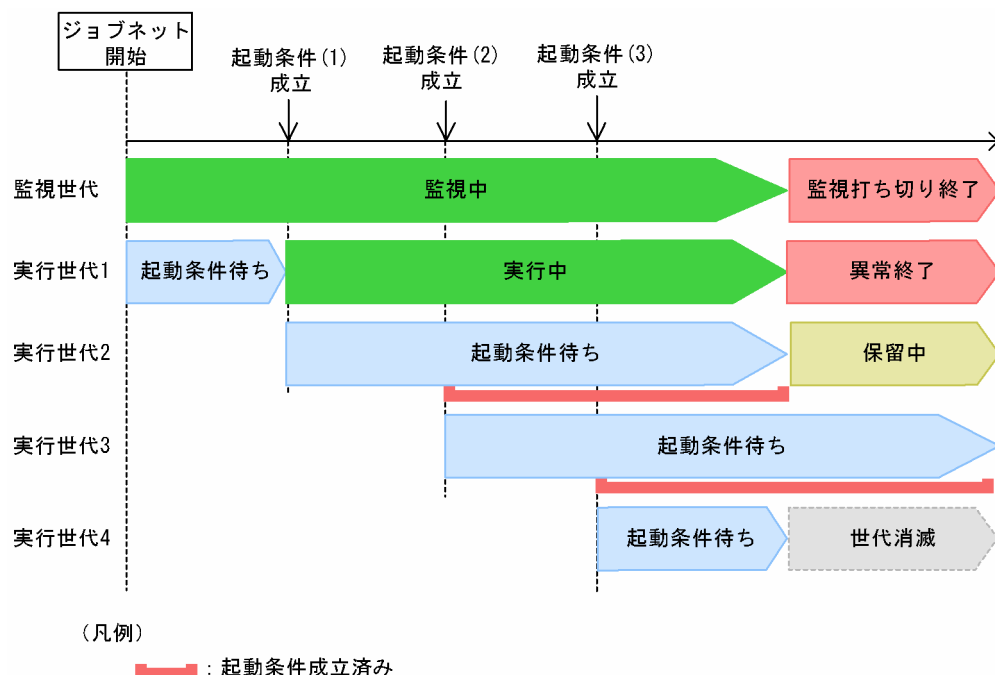 ジョブネット
開始
起動条件(1)
成立
起動条件(2)
成立
起動条件(3)
成立
監視世代
監視中
監視打ち切り終了
実行世代1
起動条件待ち
実行中
異常終了
実行世代2
起動条件待ち
保留中
実行世代3
起動条件待ち
実行世代4
起動条件待ち
世代消滅
(凡例)
：起動条件成立済み